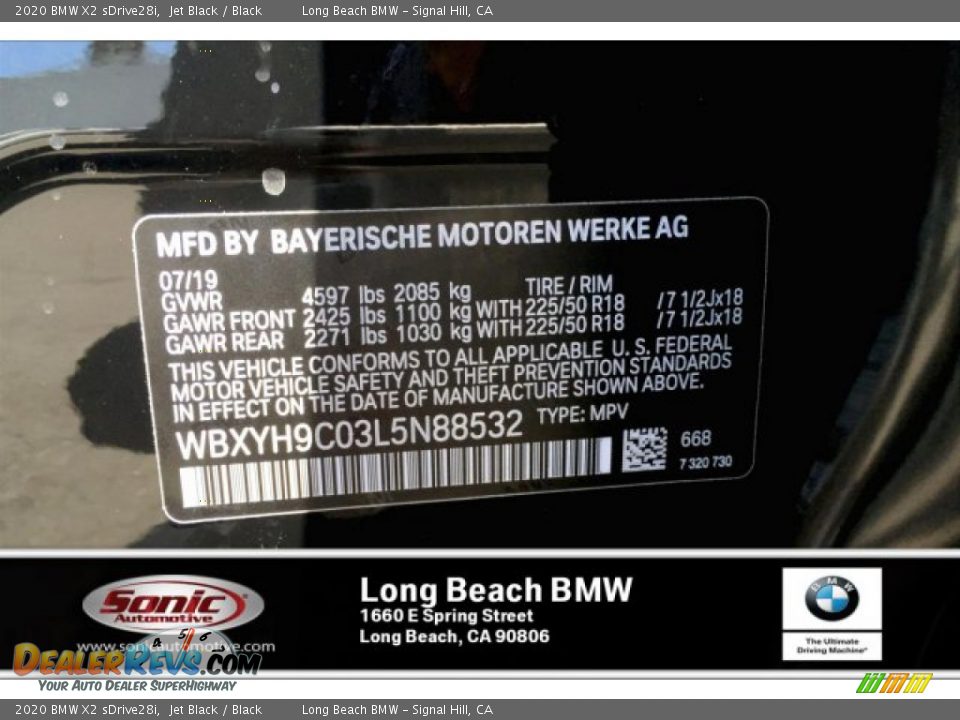 2020 BMW X2 sDrive28i, Jet Black / Black Long Beach BMW - Signal Hill, CA
MFD BY BAYERISCHE MOTOREN WERKE AG
07/19
TIRE / RIM
GVWR 4597 lbs 2085 kg
GAWR FRONT 2425 lbs 1100 kg WITH 225/50 R18 /7 1/2Jx18
GAWR REAR 2271 lbs 1030 kg WITH 225/50 R18 /7 1/2Jx18
THIS VEHICLE CONFORMS TO ALL APPLICABLE U. S. FEDERAL
MOTOR VEHICLE SAFETY AND THEFT PREVENTION STANDARDS
IN EFFECT ON THE DATE OF MANUFACTURE SHOWN ABOVE.
WBXYH9C03L5N88532 TYPE: MPV
668
7 320 730
Sonic
Automotive
www.sonicautomotive.com
Long Beach BMW
1660 E Spring Street
Long Beach, CA 90806
BMW
The Ultimate
Driving Machine®
4 5 6
DEALERREVS.COM
YOUR AUTO DEALER SUPERHIGHWAY
2020 BMW X2 sDrive28i, Jet Black / Black Long Beach BMW - Signal Hill, CA